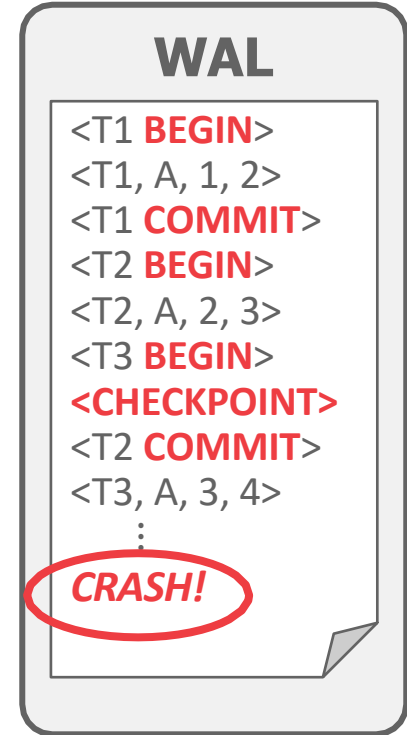 WAL
<T1 BEGIN>
<T1, A, 1, 2>
<T1 COMMIT>
<T2 BEGIN>
<T2, A, 2, 3>
<T3 BEGIN>
<CHECKPOINT>
<T2 COMMIT>
<T3, A, 3, 4>
⋮
CRASH!